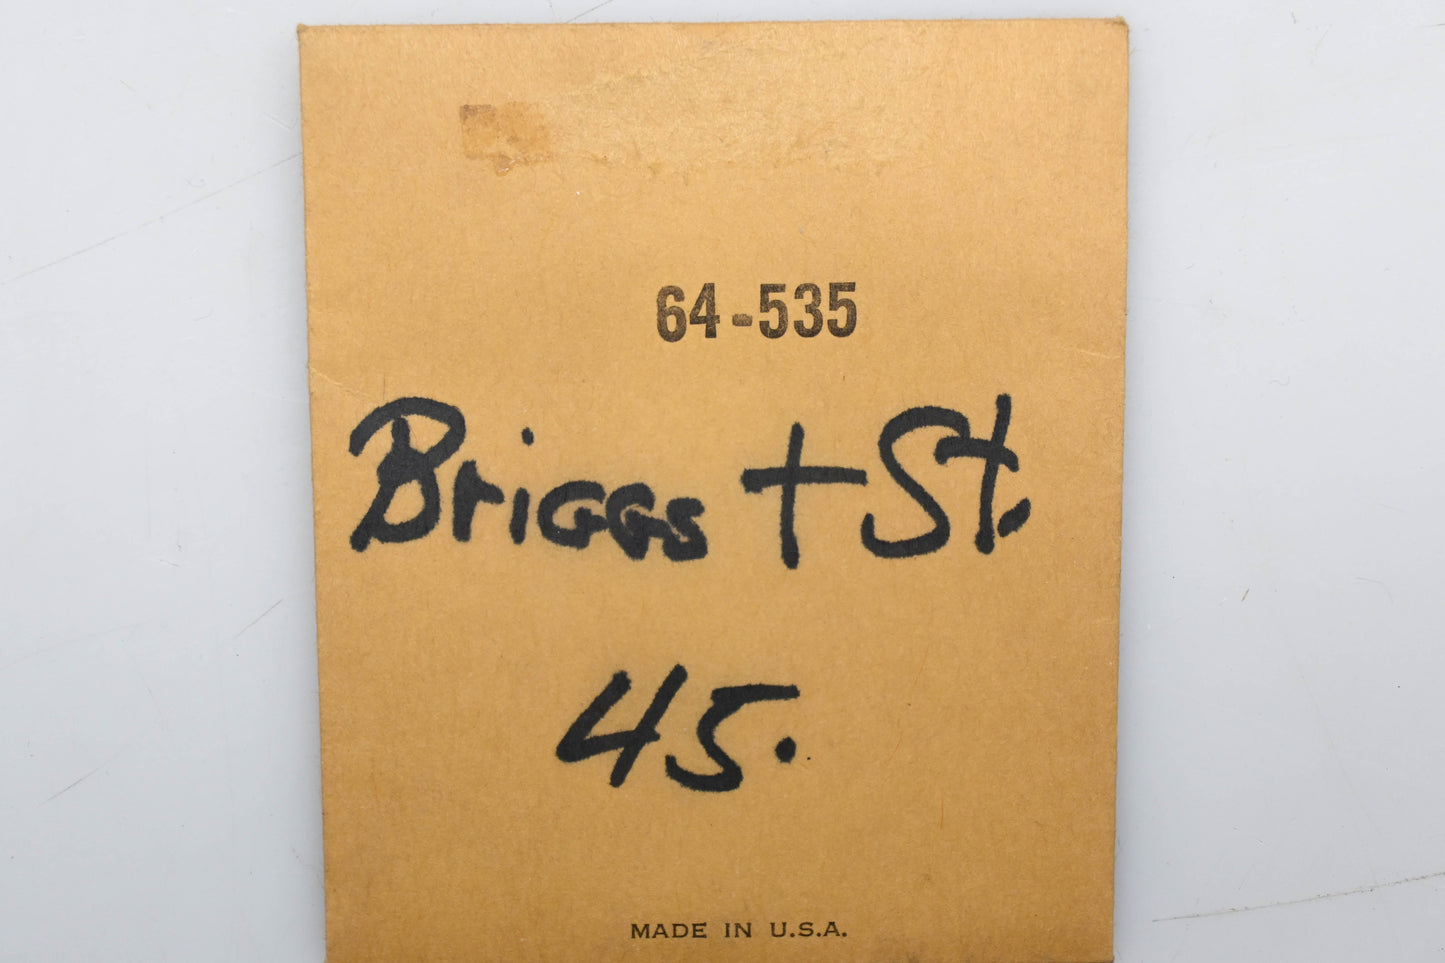 64-535
Briggs + St.
45.
MADE IN U.S.A.